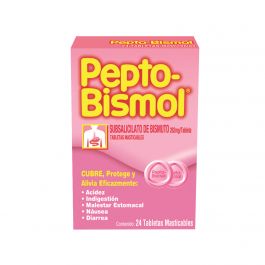 Pepto-
Bismol®
SUBSALICILATO DE BISMUTO 262mg/Tableta
TABLETAS MASTICABLES
CUBRE, Protege y
Alivia Eficazmente:
• Acidez
• Indigestión
• Malestar Estomacal
• Náusea
• Diarrea
Contenido: 24 Tabletas Masticables